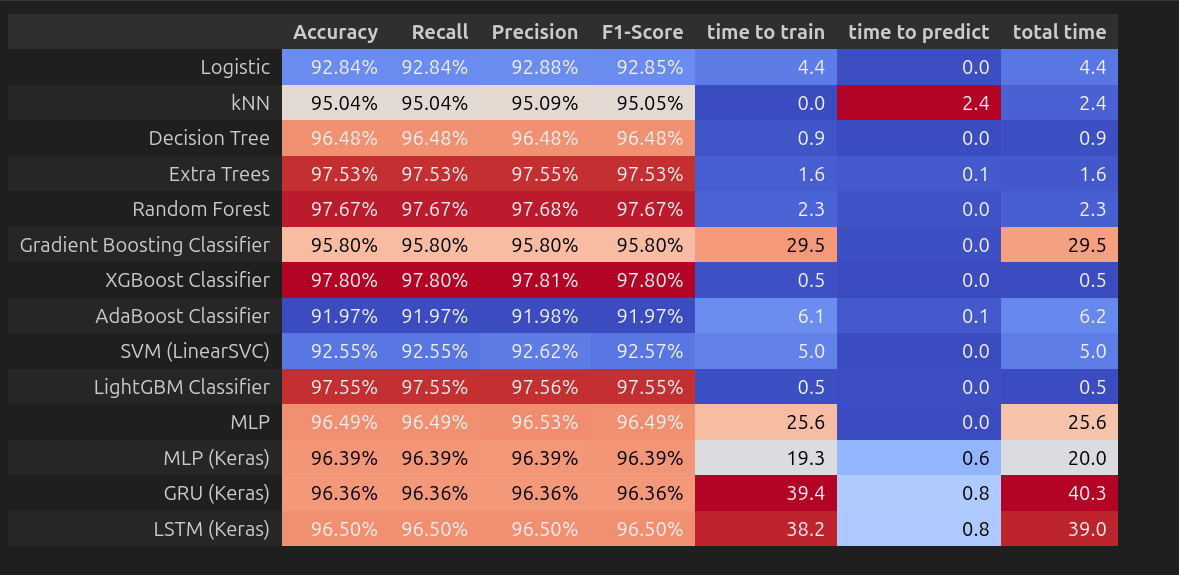 Accuracy Recall Precision F1-Score time to train time to predict total time
Logistic 92.84% 92.84% 92.88% 92.85% 4.4 0.0 4.4
kNN 95.04% 95.04% 95.09% 95.05% 0.0 2.4 2.4
Decision Tree 96.48% 96.48% 96.48% 96.48% 0.9 0.0 0.9
Extra Trees 97.53% 97.53% 97.55% 97.53% 1.6 0.1 1.6
Random Forest 97.67% 97.67% 97.68% 97.67% 2.3 0.0 2.3
Gradient Boosting Classifier 95.80% 95.80% 95.80% 95.80% 29.5 0.0 29.5
XGBoost Classifier 97.80% 97.80% 97.81% 97.80% 0.5 0.0 0.5
AdaBoost Classifier 91.97% 91.97% 91.98% 91.97% 6.1 0.1 6.2
SVM (LinearSVC) 92.55% 92.55% 92.62% 92.57% 5.0 0.0 5.0
LightGBM Classifier 97.55% 97.55% 97.56% 97.55% 0.5 0.0 0.5
MLP 96.49% 96.49% 96.53% 96.49% 25.6 0.0 25.6
MLP (Keras) 96.39% 96.39% 96.39% 96.39% 19.3 0.6 20.0
GRU (Keras) 96.36% 96.36% 96.36% 96.36% 39.4 0.8 40.3
LSTM (Keras) 96.50% 96.50% 96.50% 96.50% 38.2 0.8 39.0